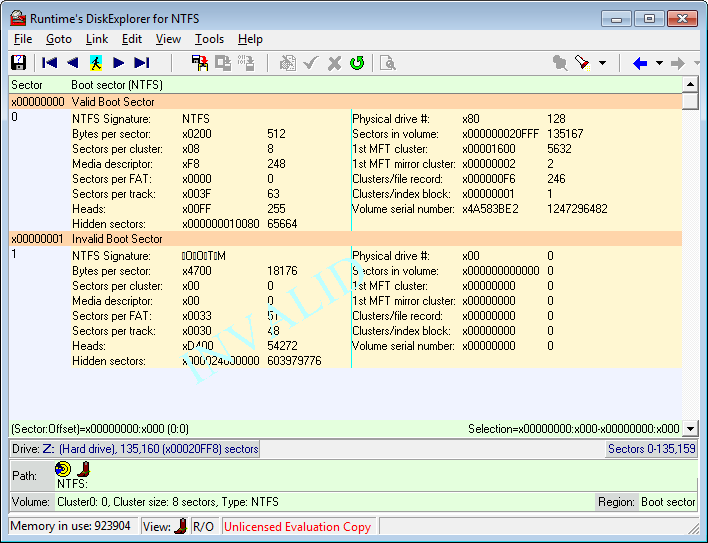 Runtime's DiskExplorer for NTFS
File Goto Link Edit View Tools Help
Sector Boot sector (NTFS)
x00000000 Valid Boot Sector
0 NTFS Signature: NTFS Physical drive #: x80 128
Bytes per sector: x0200 512 Sectors in volume: x000000020FFF 135167
Sectors per cluster: x08 8 1st MFT cluster: x00001600 5632
Media descriptor: xF8 248 1st MFT mirror cluster: x00000002 2
Sectors per FAT: x0000 0 Clusters/file record: x000000F6 246
Sectors per track: x003F 63 Clusters/index block: x00000001 1
Heads: x00FF 255 Volume serial number: x4A583BE2 1247296482
Hidden sectors: x000000010080 65664
x00000001 Invalid Boot Sector
1 NTFS Signature: ▯O▯O▯T▯M Physical drive #: x00 0
Bytes per sector: x4700 18176 Sectors in volume: x000000000000 0
Sectors per cluster: x00 0 1st MFT cluster: x00000000 0
Media descriptor: x00 0 1st MFT mirror cluster: x00000000 0
Sectors per FAT: x0033 51 Clusters/file record: x00000000 0
Sectors per track: x0030 48 Clusters/index block: x00000000 0
Heads: xD400 54272 Volume serial number: x00000000 0
Hidden sectors: x000024000000 603979776
INVALID
(Sector:Offset)=x00000000:x000 (0:0) Selection=x00000000:x000-x00000000:x000
Drive: Z: (Hard drive), 135,160 (x00020FF8) sectors Sectors 0-135,159
Path:
NTFS:
Volume: Cluster0: 0, Cluster size: 8 sectors, Type: NTFS Region: Boot sector
Memory in use: 923904 View: R/O Unlicensed Evaluation Copy